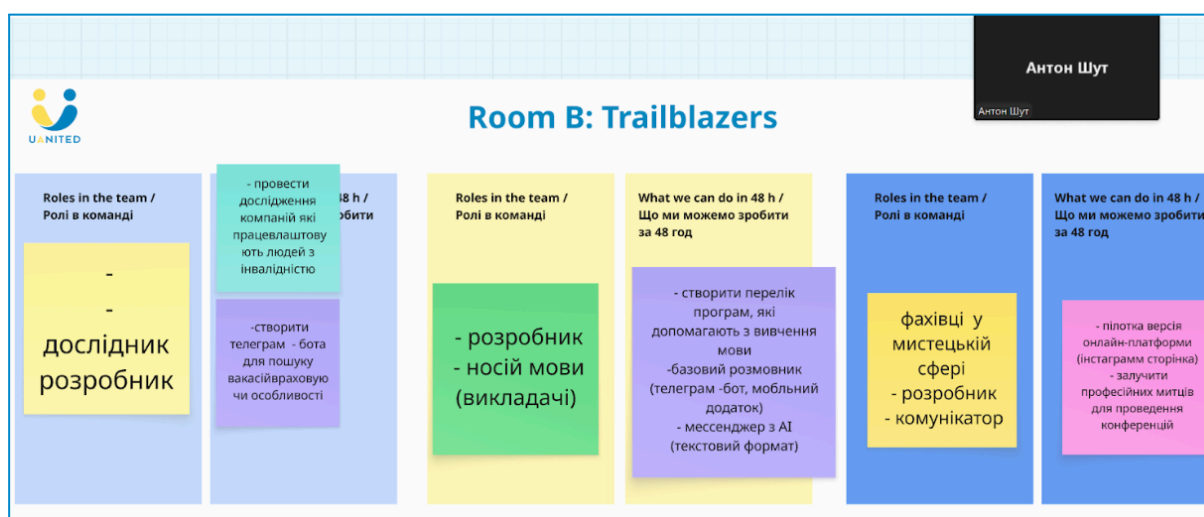 Антон Шут
Антон Шут
UANITED
Room B: Trailblazers
Roles in the team /
Ролі в команді
-
-
дослідник
розробник
48 h /
обити
- провести
дослідження
компаній які
працевлаштову
ють людей з
інвалідністю
-створити
телеграм - бота
для пошуку
вакасійвраховую
чи особливості
Roles in the team /
Ролі в команді
- розробник
- носій мови
(викладачі)
What we can do in 48 h /
Що ми можемо зробити
за 48 год
- створити перелік
програм, які
допомагають з вивчення
мови
-базовий розмовник
(телеграм -бот, мобльний
додаток)
- мессенджер з АІ
(текстовий формат)
Roles in the team /
Ролі в команді
фахівці у
мистецькій
сфері
- розробник
- комунікатор
What we can do in 48 h /
Що ми можемо зробити
за 48 год
- пілотка версія
онлайн-платформи
(інстаграмм сторінка)
- залучити
професійних митців
для проведення
конференцій